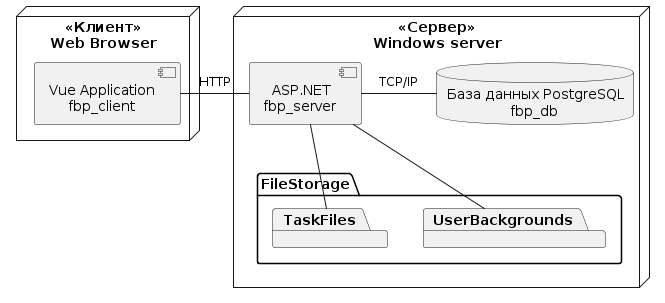 «Клиент»
Web Browser
Vue Application
fbp_client
HTTP
«Сервер»
Windows server
ASP.NET
fbp_server
TCP/IP
База данных PostgreSQL
fbp_db
FileStorage
TaskFiles
UserBackgrounds